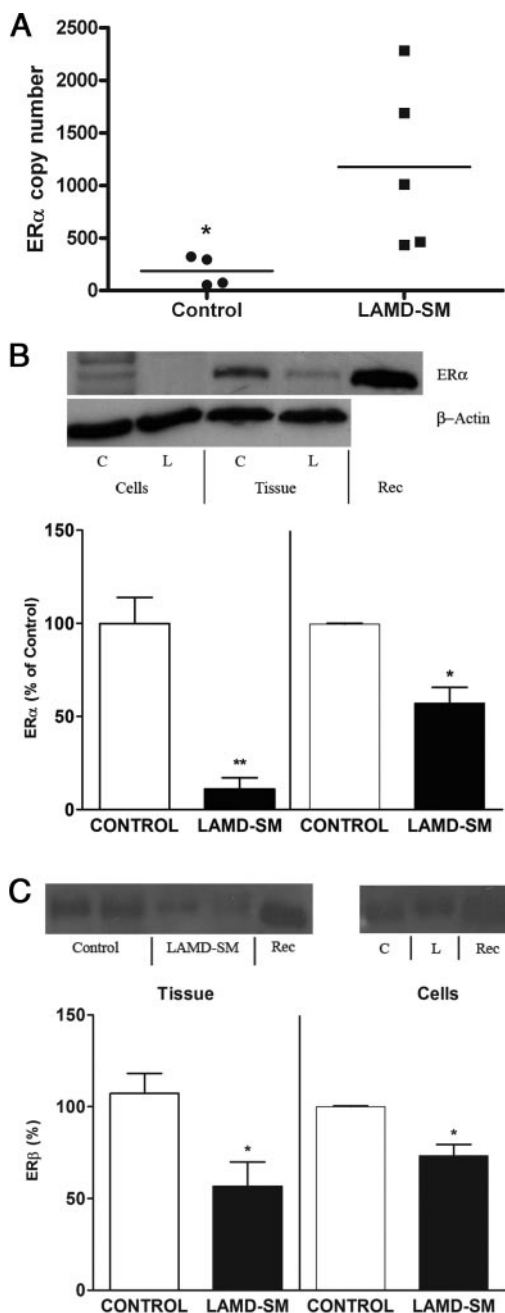 A
2500
2000
1500
1000
500
0
ERα copy number
*
Control LAMD-SM
B
ERα
β–Actin
C L C L
Cells Tissue Rec
150
100
50
0
ERα (% of Control)
** *
CONTROL LAMD-SM CONTROL LAMD-SM
C
Control LAMD-SM Rec C L Rec
Tissue Cells
150
100
50
0
ERβ (%)
* *
CONTROL LAMD-SM CONTROL LAMD-SM